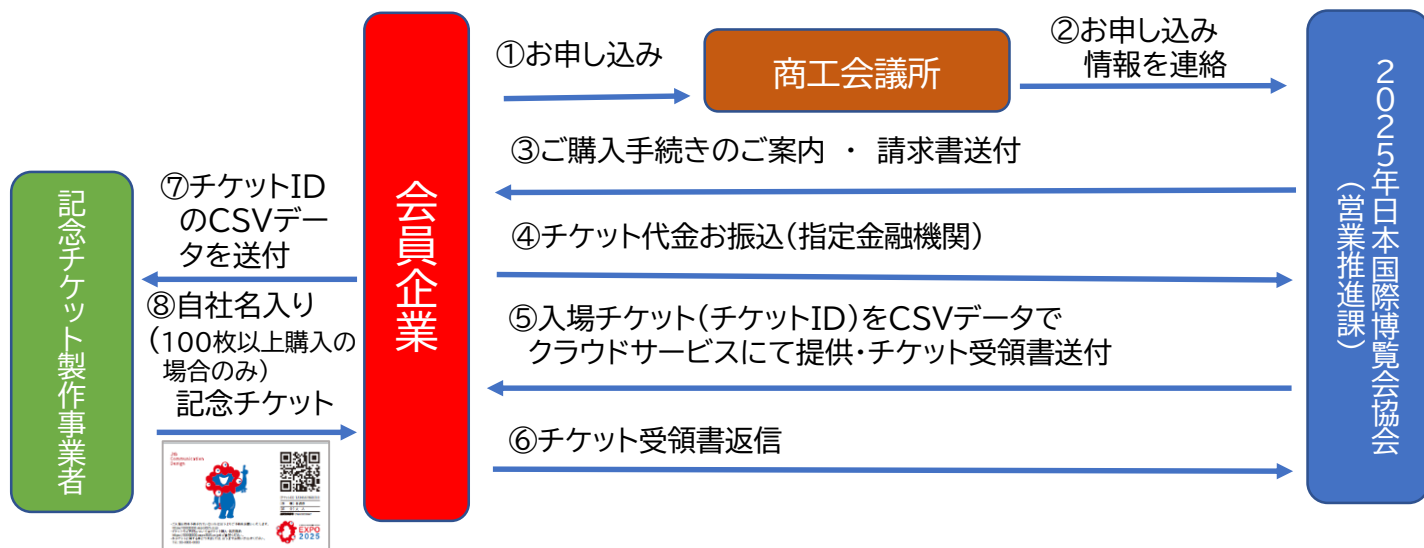 ①お申し込み
商工会議所
②お申し込み
情報を連絡
2025年日本国際博覧会協会
（営業推進課）
③ご購入手続きのご案内 ・ 請求書送付
会員企業
④チケット代金お振込（指定金融機関）
⑤入場チケット（チケットID）をCSVデータで
クラウドサービスにて提供・チケット受領書送付
⑥チケット受領書返信
⑦チケットID
のCSVデー
タを送付
記念チケット製作事業者
⑧自社名入り
（100枚以上購入の
場合のみ）
記念チケット
EXPO
2025